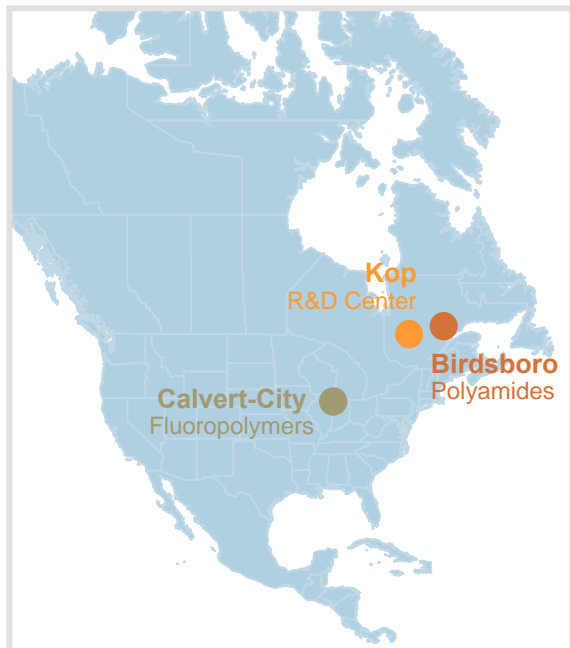 Kop
R&D Center
Birdsboro
Polyamides
Calvert-City
Fluoropolymers